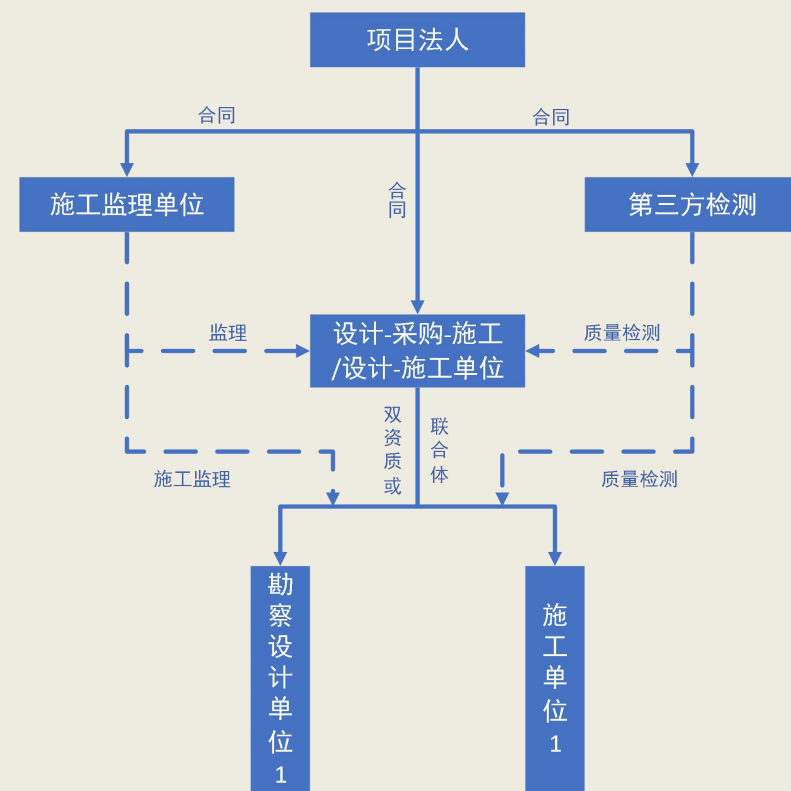 项目法人
合同
合同
施工监理单位
合同
第三方检测
监理
设计-采购-施工
/设计-施工单位
质量检测
双资质或
联合体
施工监理
质量检测
勘察设计单位1
施工单位1